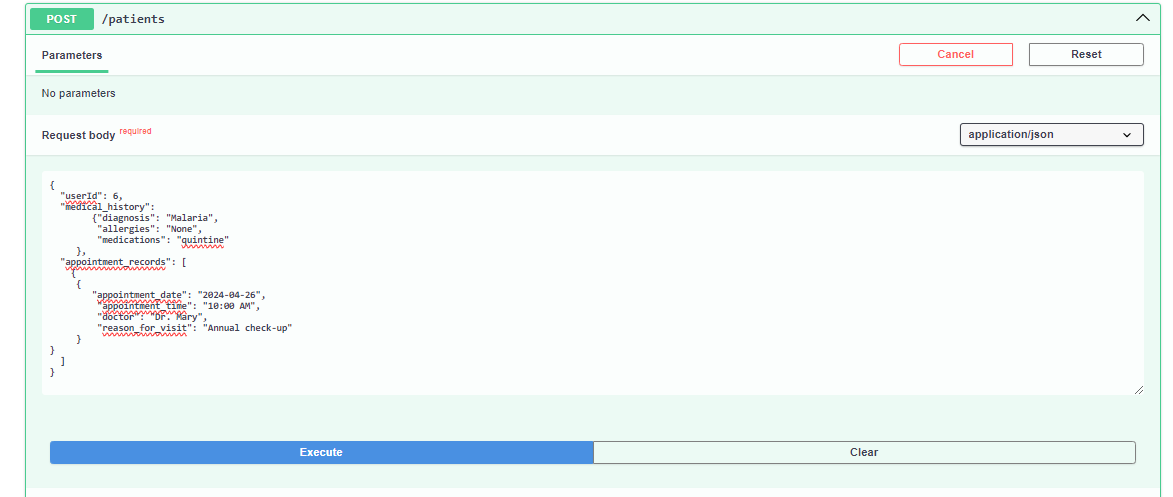 POST /patients
Parameters
Cancel
Reset
No parameters
Request body required
application/json
{
  "userId": 6,
  "medical_history":
        {"diagnosis": "Malaria",
         "allergies": "None",
         "medications": "quintine"
     },
  "appointment_records": [
    {
     {
        "appointment_date": "2024-04-26",
         "appointment_time": "10:00 AM",
         "doctor": "Dr. Mary",
         "reason_for_visit": "Annual check-up"
     }
}
  ]
}
Execute
Clear